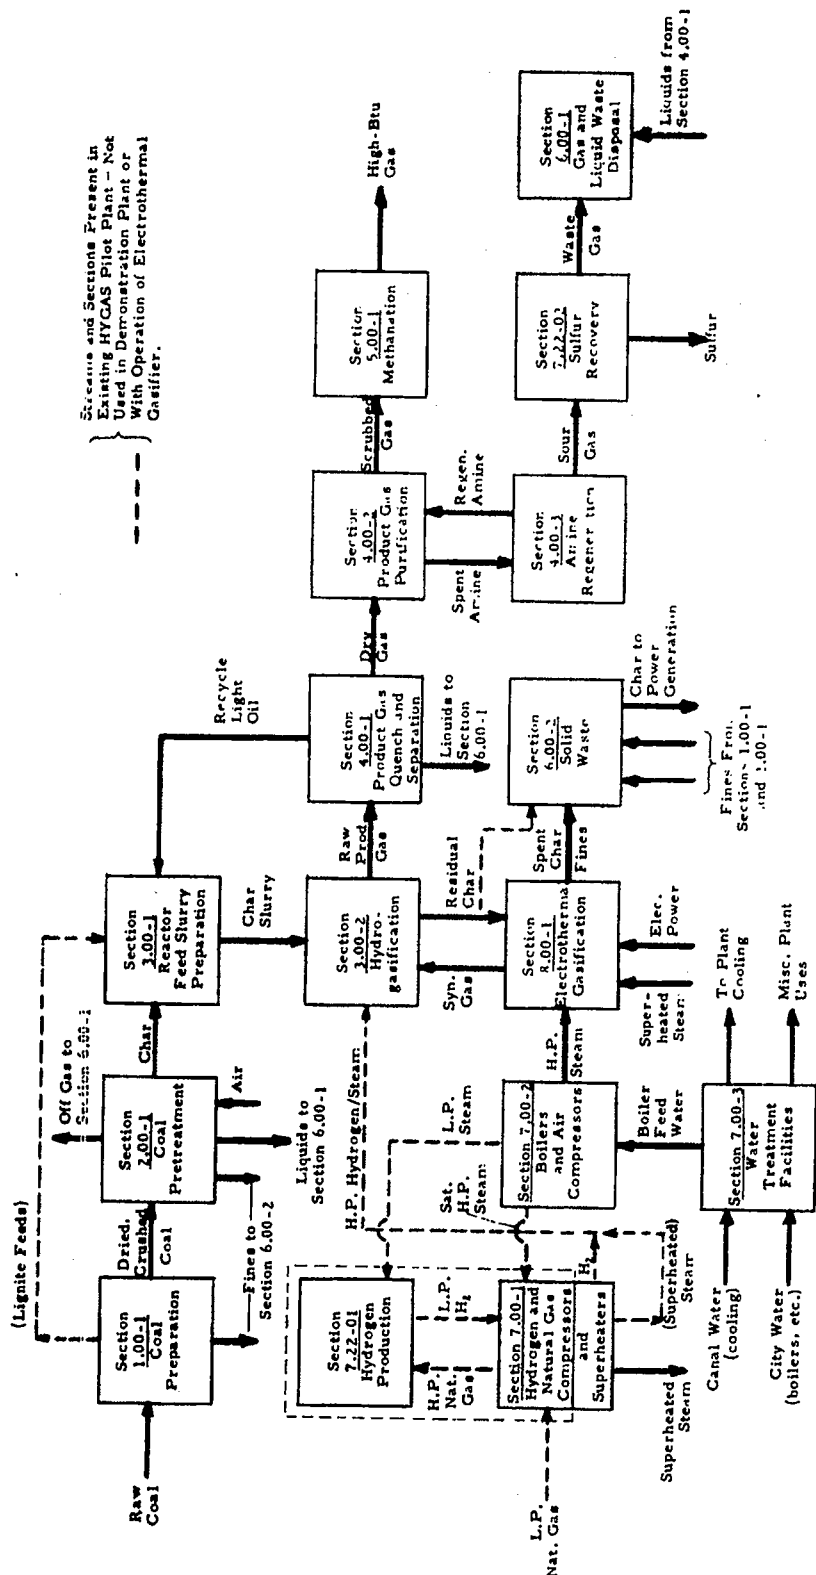 Streams and Sections Present in
Existing HYGAS Pilot Plant - Not
Used in Demonstration Plant or
With Operation of Electrothermal
Gasifier.
(Lignite Feeds)
Raw
Coal
Section
1.00-1
Coal
Preparation
Dried,
Crushed
Coal
Fines to
Section 6.00-2
Off Gas to
Section 6.00-1
Section
2.00-1
Coal
Pretreatment
Air
Liquids to
Section 6.00-1
Char
Section
3.00-1
Reactor
Feed Slurry
Preparation
Recycle
Light
Oil
Char
Slurry
H.P. Hydrogen/Steam
Section
3.00-2
Hydro-
gasification
Raw
Prod
Gas
Section
4.00-1
Product Gas
Quench and
Separation
Liquids to
Section
6.00-1
Dry
Gas
Section
4.00-2
Product Gas
Purification
Scrubbed
Gas
Section
5.00-1
Methanation
High-Btu
Gas
Syn.
Gas
Residual
Char
Spent
Amine
Regen.
Amine
Section
7.22-01
Hydrogen
Production
L.P.
Steam
Sat.
H.P.
Steam
H.P.
Nat.
Gas
L.P.
H2
L.P.
Nat. Gas
Section 7.00-1
Hydrogen and
Natural Gas
Compressors
and
Superheaters
H2
(Superheated)
Steam
Superheated
Steam
Section 7.00-2
Boilers
and Air
Compressors
H.P.
Steam
Section
8.00-1
Electrothermal
Gasification
Super-
heated
Steam
Elec.
Power
Spent
Char
Fines
Section
6.00-2
Solid
Waste
Fines From
Sections 1.00-1
and
Char to
Power
Generation
Section
4.00-3
Amine
Regeneration
Sour
Gas
Section
7.22-02
Sulfur
Recovery
Sulfur
Waste
Gas
Section
6.00-1
Gas and
Liquid Waste
Disposal
Liquids from
Section 4.00-1
Boiler
Feed
Water
Canal Water
(cooling)
City Water
(boilers, etc.)
Section 7.00-3
Water
Treatment
Facilities
To Plant
Cooling
Misc. Plant
Uses